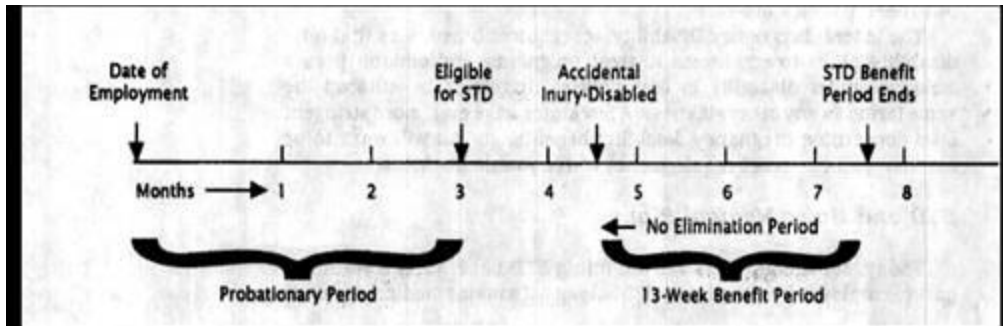 Date of
Employment
Eligible
for STD
Accidental
Inury-Disabled
STD Benefit
Period Ends
Months
1
2
3
4
5
6
7
8
No Elimination Period
Probationary Period
13-Week Benefit Period